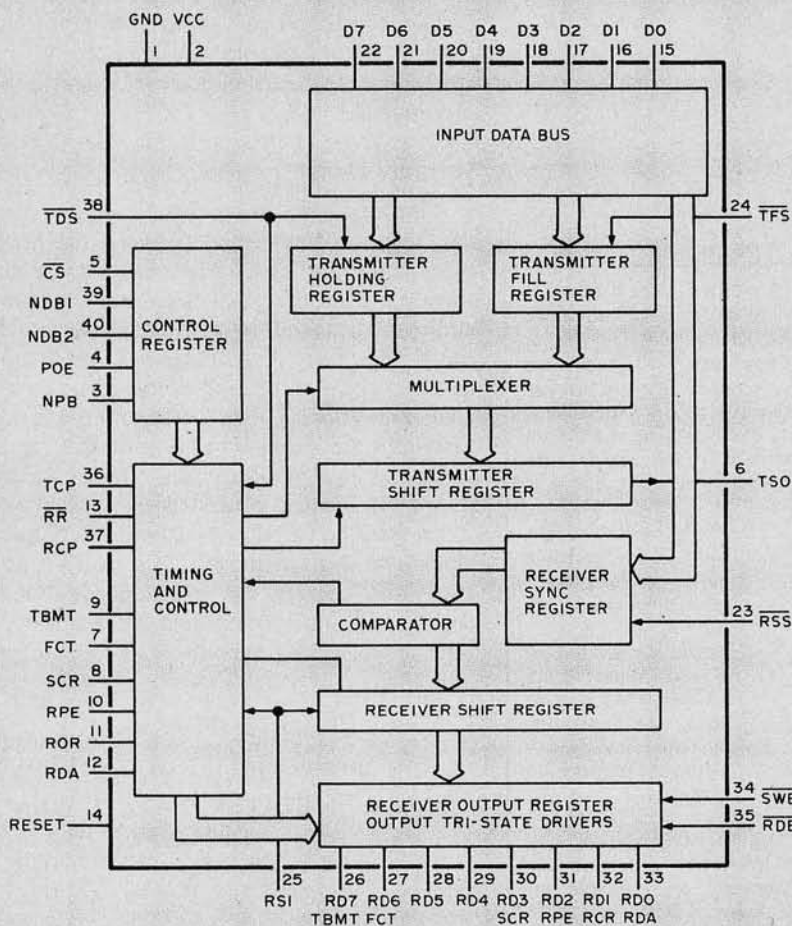 GND VCC
1 2
D7 D6 D5 D4 D3 D2 D1 D0
22 21 20 19 18 17 16 15
INPUT DATA BUS
38
TDS
24
TFS
5
CS
39
NDB1
40
NDB2
4
POE
3
NPB
CONTROL
REGISTER
TRANSMITTER
HOLDING
REGISTER
TRANSMITTER
FILL
REGISTER
MULTIPLEXER
36
TCP
13
RR
37
RCP
TRANSMITTER
SHIFT REGISTER
6
TSO
TIMING
AND
CONTROL
RECEIVER
SYNC
REGISTER
9
TBMT
7
FCT
8
SCR
10
RPE
11
ROR
12
RDA
COMPARATOR
23
RSS
RECEIVER SHIFT REGISTER
RECEIVER OUTPUT REGISTER
OUTPUT TRI-STATE DRIVERS
34
SWE
35
RDE
14
RESET
25 26 27 28 29 30 31 32 33
RSI RD7 RD6 RD5 RD4 RD3 RD2 RD1 RD0
TBMT FCT SCR RPE RCR RDA